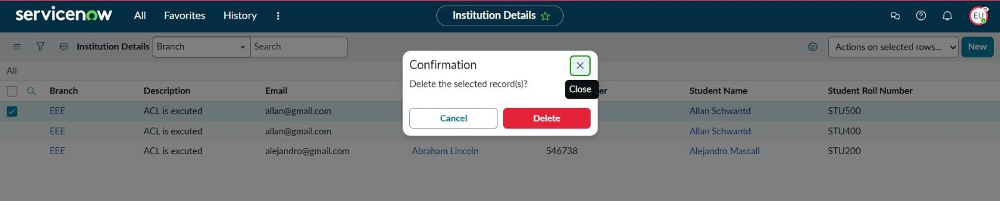 servicenow All Favorites History Institution Details EU
Institution Details Branch Search Actions on selected rows... New
All
Confirmation
Delete the selected record(s)?
Close
Cancel Delete
Branch Description Email er Student Name Student Roll Number
EEE ACL is excuted allan@gmail.com Allan Schwantd STU500
EEE ACL is excuted allan@gmail.com Allan Schwantd STU400
EEE ACL is excuted alejandro@gmail.com Abraham Lincoln 546738 Alejandro Mascall STU200